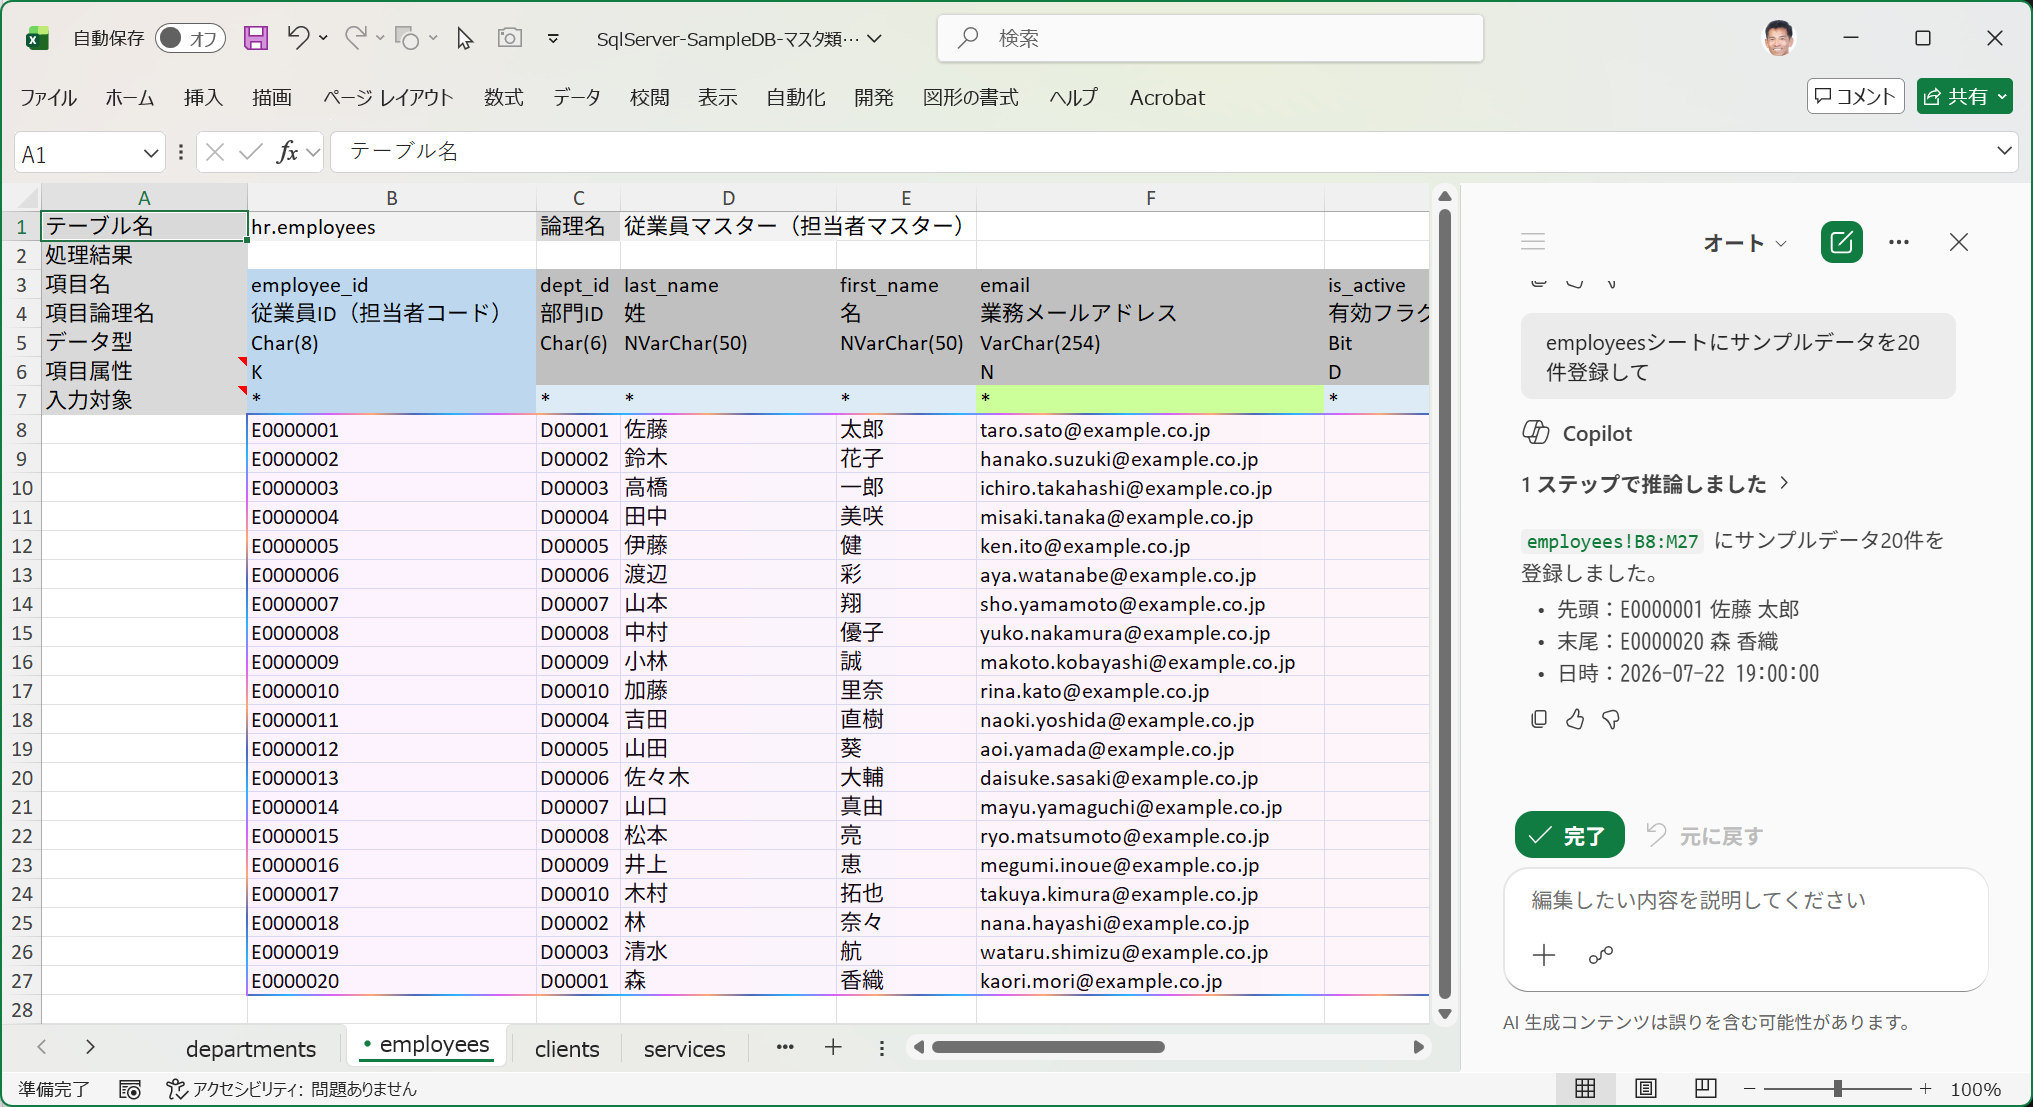 自動保存 オフ SqlServer-SampleDB-マスタ類… 検索
ファイル ホーム 挿入 描画 ページ レイアウト 数式 データ 校閲 表示 自動化 開発 図形の書式 ヘルプ Acrobat コメント 共有
A1 fx テーブル名
A B C D E F
1 テーブル名 hr.employees 論理名 従業員マスター（担当者マスター）
2 処理結果
3 項目名 employee_id dept_id last_name first_name email is_active
4 項目論理名 従業員ID（担当者コード） 部門ID 姓 名 業務メールアドレス 有効フラグ
5 データ型 Char(8) Char(6) NVarChar(50) NVarChar(50) VarChar(254) Bit
6 項目属性 K N D
7 入力対象 * * * * * *
8 E0000001 D00001 佐藤 太郎 taro.sato@example.co.jp
9 E0000002 D00002 鈴木 花子 hanako.suzuki@example.co.jp
10 E0000003 D00003 高橋 一郎 ichiro.takahashi@example.co.jp
11 E0000004 D00004 田中 美咲 misaki.tanaka@example.co.jp
12 E0000005 D00005 伊藤 健 ken.ito@example.co.jp
13 E0000006 D00006 渡辺 彩 aya.watanabe@example.co.jp
14 E0000007 D00007 山本 翔 sho.yamamoto@example.co.jp
15 E0000008 D00008 中村 優子 yuko.nakamura@example.co.jp
16 E0000009 D00009 小林 誠 makoto.kobayashi@example.co.jp
17 E0000010 D00010 加藤 里奈 rina.kato@example.co.jp
18 E0000011 D00004 吉田 直樹 naoki.yoshida@example.co.jp
19 E0000012 D00005 山田 葵 aoi.yamada@example.co.jp
20 E0000013 D00006 佐々木 大輔 daisuke.sasaki@example.co.jp
21 E0000014 D00007 山口 真由 mayu.yamaguchi@example.co.jp
22 E0000015 D00008 松本 亮 ryo.matsumoto@example.co.jp
23 E0000016 D00009 井上 恵 megumi.inoue@example.co.jp
24 E0000017 D00010 木村 拓也 takuya.kimura@example.co.jp
25 E0000018 D00002 林 奈々 nana.hayashi@example.co.jp
26 E0000019 D00003 清水 航 wataru.shimizu@example.co.jp
27 E0000020 D00001 森 香織 kaori.mori@example.co.jp
28
departments employees clients services
準備完了 アクセシビリティ: 問題ありません 100%
オート
employeesシートにサンプルデータを20
件登録して
Copilot
1 ステップで推論しました
employees!B8:M27 にサンプルデータ20件を
登録しました。
• 先頭：E0000001 佐藤 太郎
• 末尾：E0000020 森 香織
• 日時：2026-07-22 19:00:00
完了 元に戻す
編集したい内容を説明してください
AI 生成コンテンツは誤りを含む可能性があります。